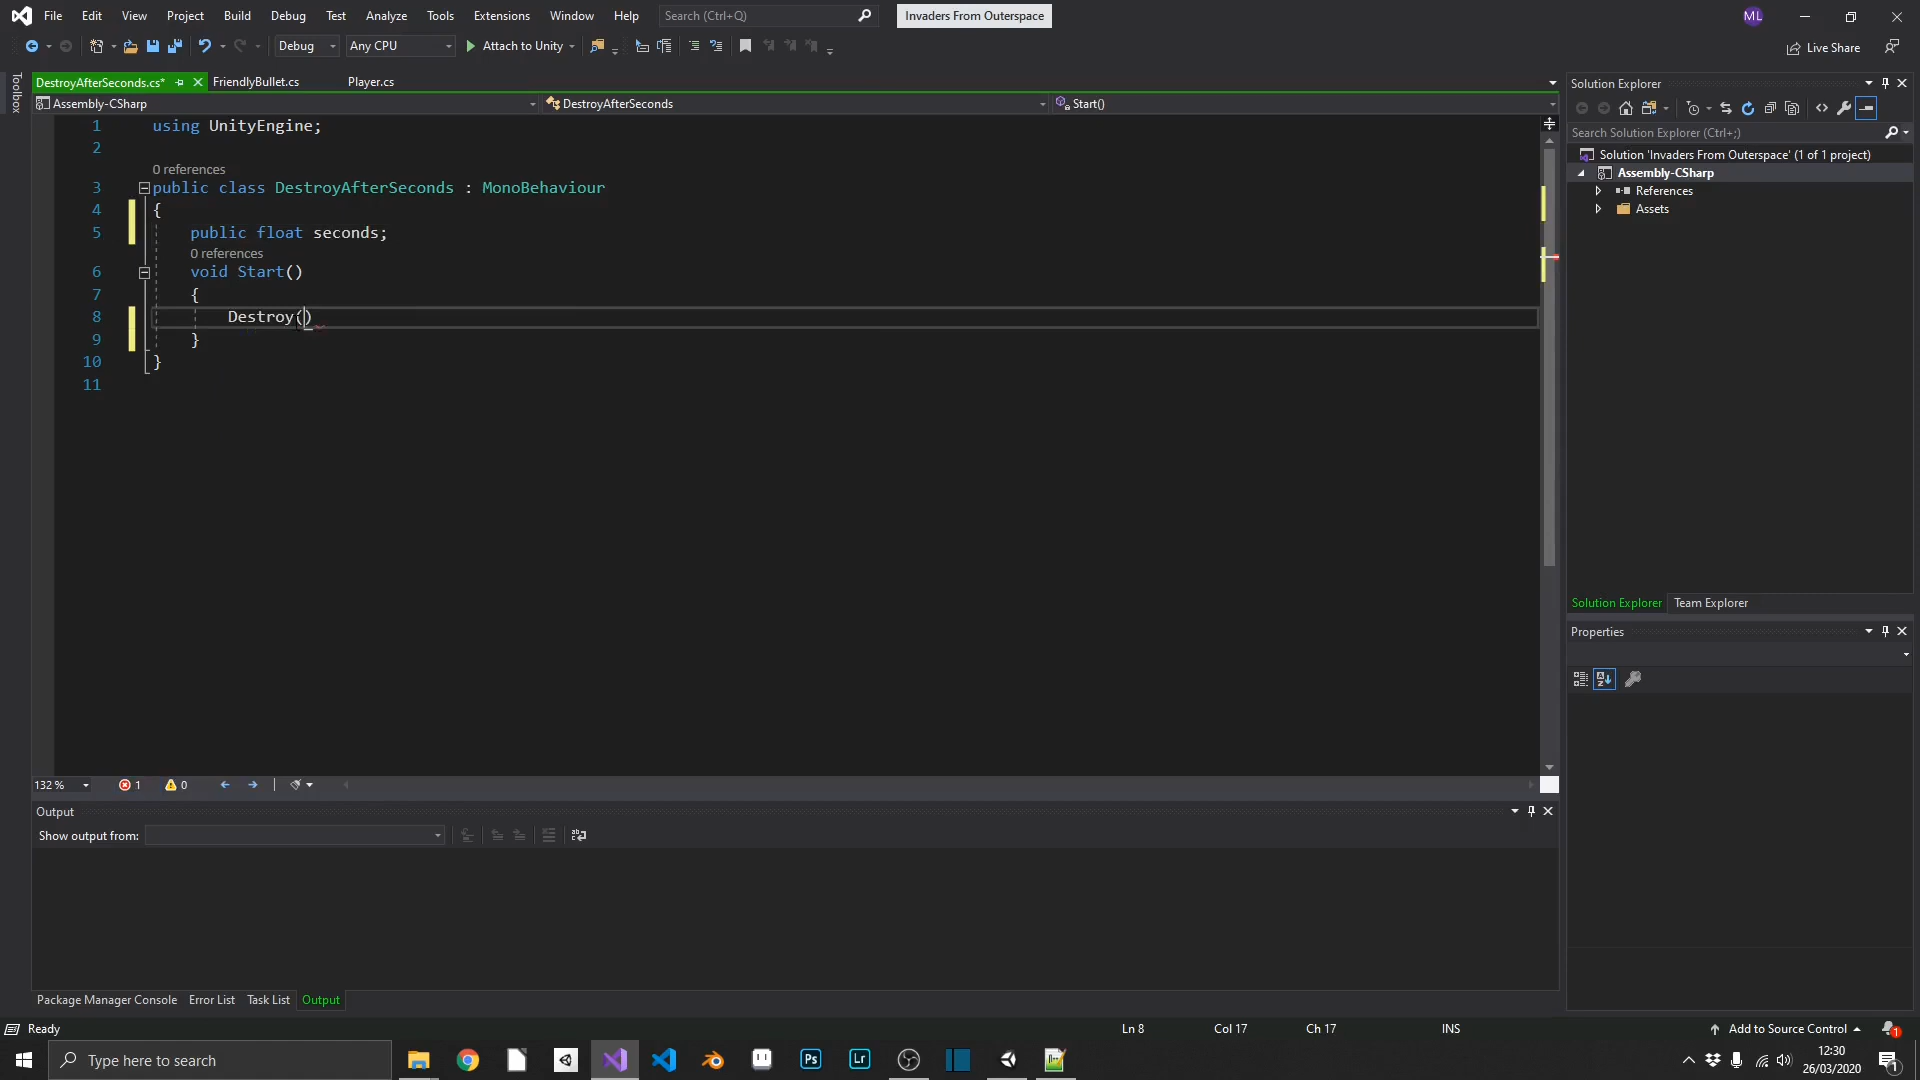 File Edit View Project Build Debug Test Analyze Tools Extensions Window Help Search (Ctrl+Q) Invaders From Outerspace ML
Debug Any CPU Attach to Unity Live Share
Toolbox
DestroyAfterSeconds.cs* FriendlyBullet.cs Player.cs
Assembly-CSharp DestroyAfterSeconds Start()
1 using UnityEngine;
2
0 references
3 public class DestroyAfterSeconds : MonoBehaviour
4 {
5 public float seconds;
0 references
6 void Start()
7 {
8 Destroy()
9 }
10 }
11
132 % 1 0
Output
Show output from:
Package Manager Console Error List Task List Output
Solution Explorer
Search Solution Explorer (Ctrl+;)
Solution 'Invaders From Outerspace' (1 of 1 project)
Assembly-CSharp
References
Assets
Solution Explorer Team Explorer
Properties
Ready Ln 8 Col 17 Ch 17 INS Add to Source Control 1
Type here to search Ps Lr 12:30
26/03/2020 1